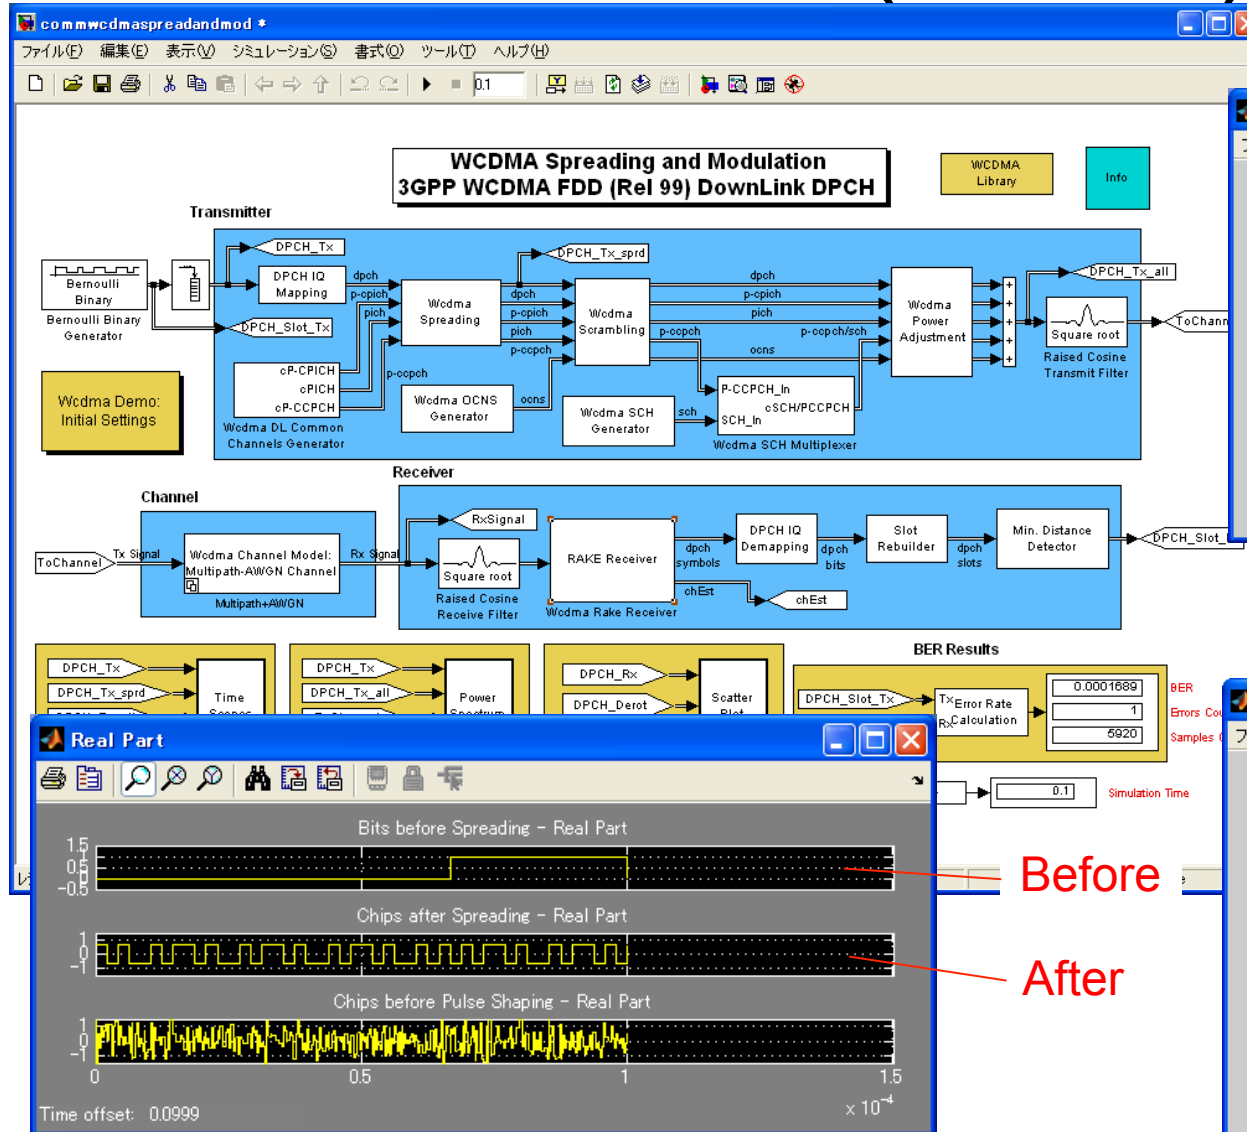 commwcdmaspreadandmod *
ファイル(F) 編集(E) 表示(V) シミュレーション(S) 書式(O) ツール(T) ヘルプ(H)
0.1
WCDMA Spreading and Modulation
3GPP WCDMA FDD (Rel 99) DownLink DPCH
WCDMA
Library
Info
Transmitter
DPCH_Tx
DPCH_Tx_sprd
DPCH_Tx_all
Bernoulli
Binary
Bernoulli Binary
Generator
DPCH_Slot_Tx
DPCH IQ
Mapping
dpch
p-cpich
pich
p-ccpch
Wcdma
Spreading
dpch
p-cpich
pich
p-ccpch
Wcdma
Scrambling
dpch
p-cpich
pich
p-ccpch
p-ccpch/sch
ocns
Wcdma
Power
Adjustment
+
+
+
+
+
Square root
Raised Cosine
Transmit Filter
ToChann
Wcdma Demo:
Initial Settings
cP-CPICH
cPICH
cP-CCPCH
Wcdma DL Common
Channels Generator
Wcdma OCNS
Generator
ocns
Wcdma SCH
Generator
sch
P-CCPCH_In
cSCH/PCCPCH
SCH_In
Wcdma SCH Multiplexer
Receiver
Channel
ToChannel
Tx Signal
Wcdma Channel Model:
Multipath-AWGN Channel
Multipath+AWGN
Rx Signal
RxSignal
Square root
Raised Cosine
Receive Filter
RAKE Receiver
Wcdma Rake Receiver
dpch
symbols
chEst
chEst
DPCH IQ
Demapping
dpch
bits
Slot
Rebuilder
dpch
slots
Min. Distance
Detector
DPCH_Slot_
DPCH_Tx
DPCH_Tx_sprd
Time
DPCH_Tx
DPCH_Tx_all
Power
Spectrum
DPCH_Rx
DPCH_Derot
Scatter
Plot
BER Results
DPCH_Slot_Tx
Tx
Rx
Error Rate
Calculation
0.0001689
1
5920
BER
Errors Cou
Samples
0.1
Simulation Time
Real Part
Bits before Spreading - Real Part
1.5
1
0.5
0
-0.5
Before
Chips after Spreading - Real Part
1
0
-1
After
Chips before Pulse Shaping - Real Part
1
0
-1
0
0.5
1
1.5
x 10-4
Time offset: 0.0999